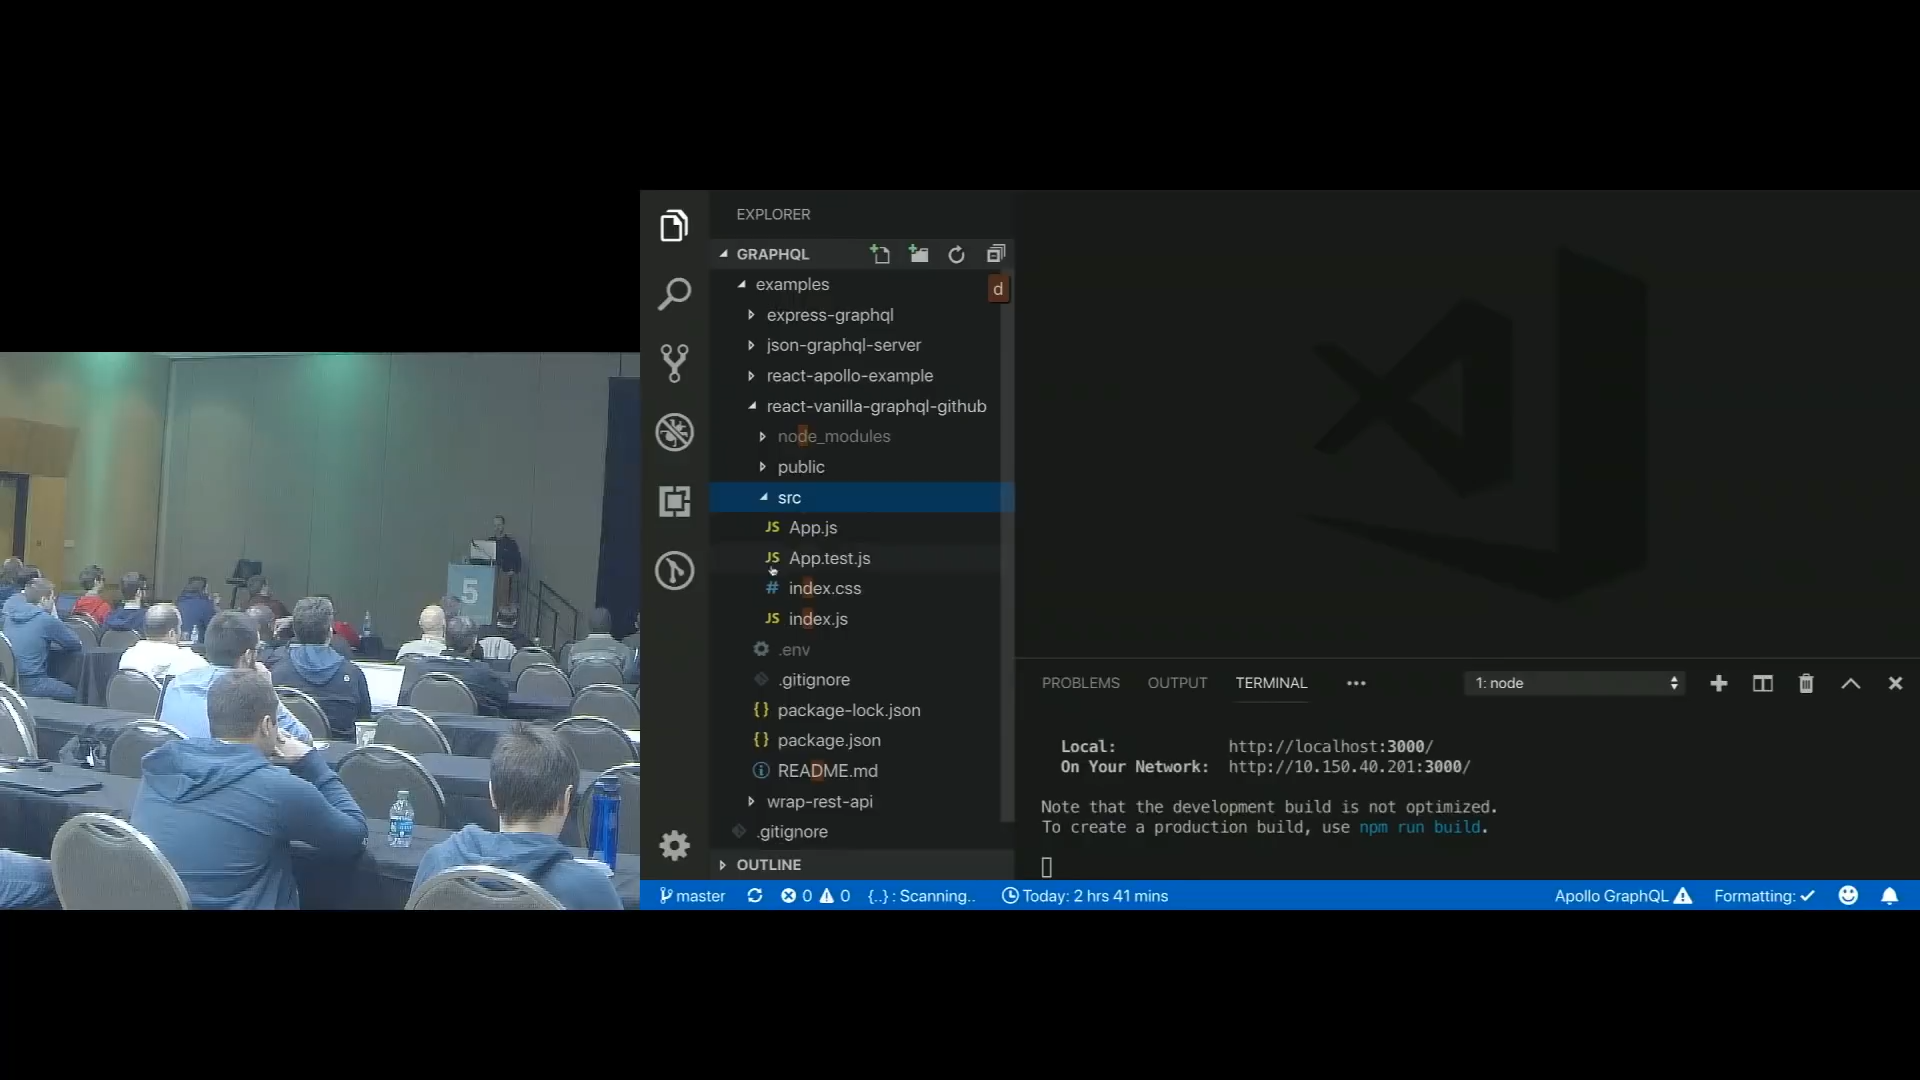 EXPLORER
GRAPHQL
examples
d
express-graphql
json-graphql-server
react-apollo-example
react-vanilla-graphql-github
node_modules
public
src
JS App.js
JS App.test.js
# index.css
JS index.js
.env
.gitignore
{} package-lock.json
{} package.json
README.md
wrap-rest-api
.gitignore
OUTLINE
PROBLEMS OUTPUT TERMINAL ••• 1: node
Local: http://localhost:3000/
On Your Network: http://10.150.40.201:3000/
Note that the development build is not optimized.
To create a production build, use npm run build.
master 0 0 {..} : Scanning.. Today: 2 hrs 41 mins Apollo GraphQL Formatting: ✓
5